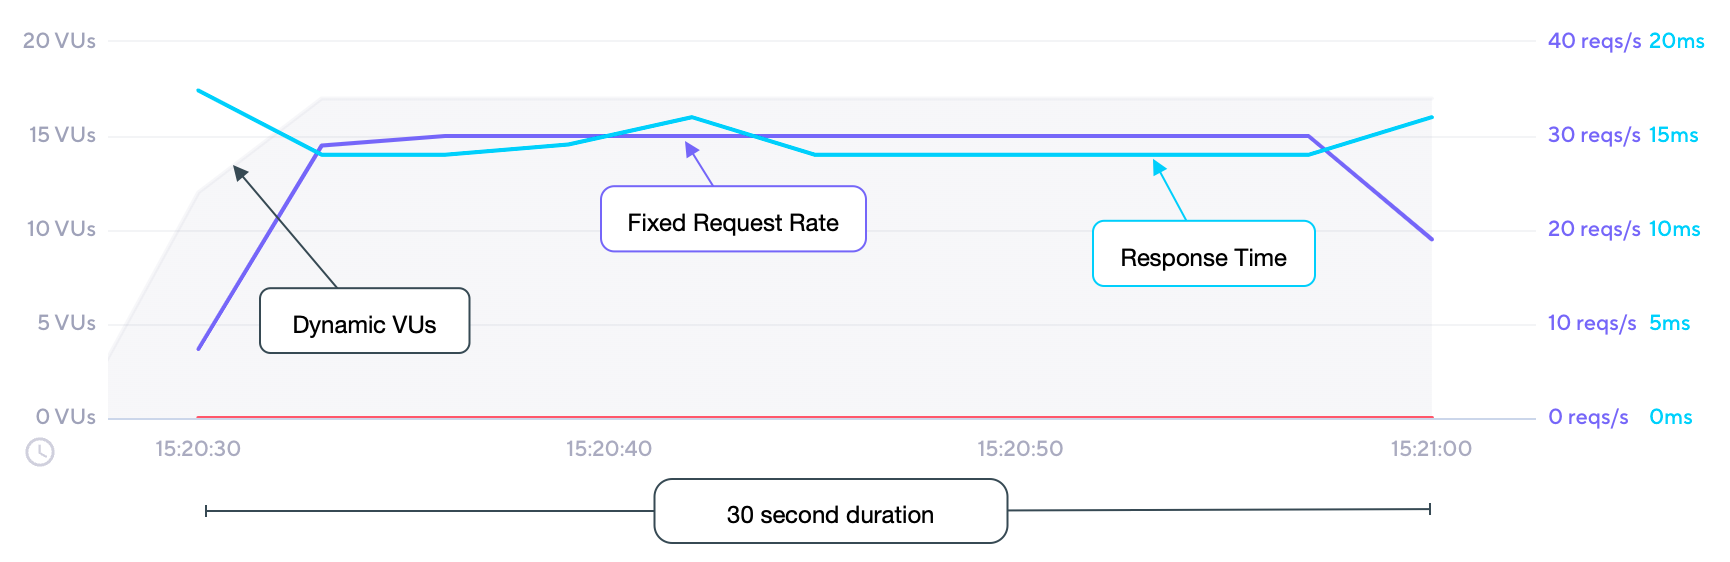 20 VUs
40 reqs/s 20ms
15 VUs
30 reqs/s 15ms
Fixed Request Rate
10 VUs
20 reqs/s 10ms
Response Time
Dynamic VUs
5 VUs
10 reqs/s 5ms
0 VUs
0 reqs/s 0ms
15:20:30 15:20:40 15:20:50 15:21:00
30 second duration